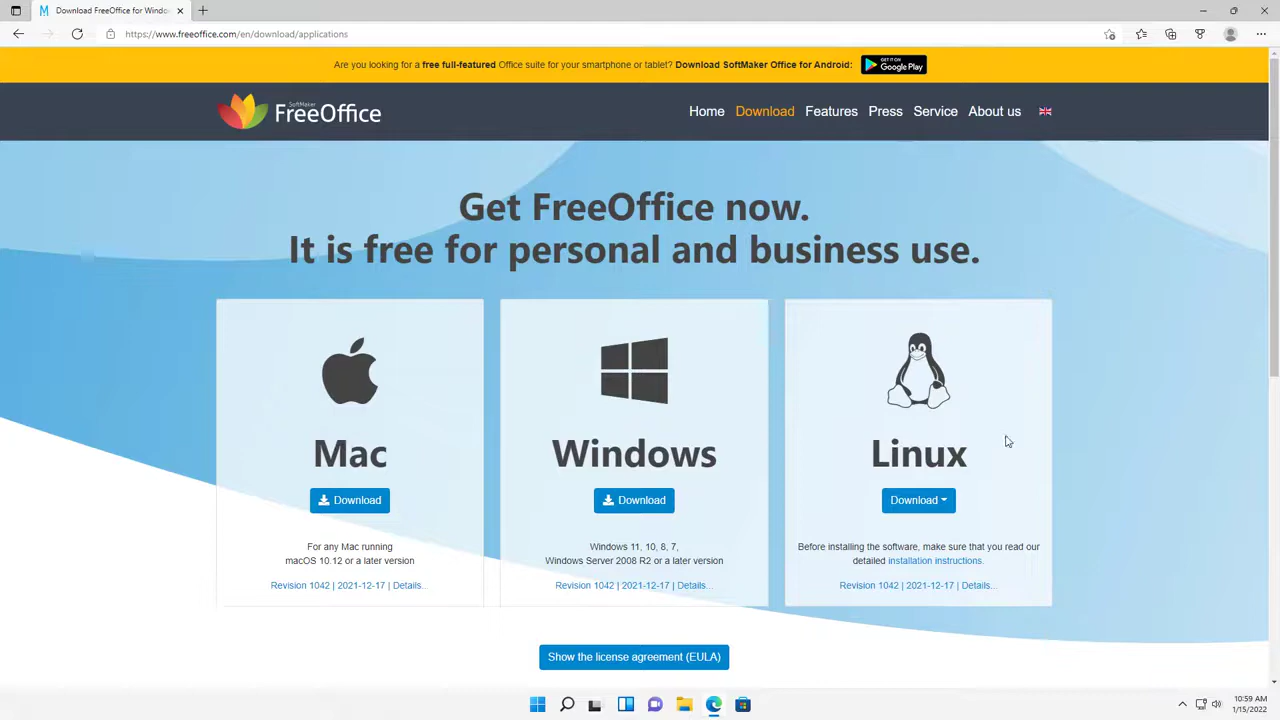 Download FreeOffice for Windo
https://www.freeoffice.com/en/download/applications
Are you looking for a free full-featured Office suite for your smartphone or tablet? Download SoftMaker Office for Android:
GET IT ON
Google Play
SoftMaker
FreeOffice
Home Download Features Press Service About us
Get FreeOffice now.
It is free for personal and business use.
Mac
Download
For any Mac running
macOS 10.12 or a later version
Revision 1042 | 2021-12-17 | Details...
Windows
Download
Windows 11, 10, 8, 7,
Windows Server 2008 R2 or a later version
Revision 1042 | 2021-12-17 | Details...
Linux
Download
Before installing the software, make sure that you read our
detailed installation instructions.
Revision 1042 | 2021-12-17 | Details...
Show the license agreement (EULA)
10:59 AM
1/15/2022